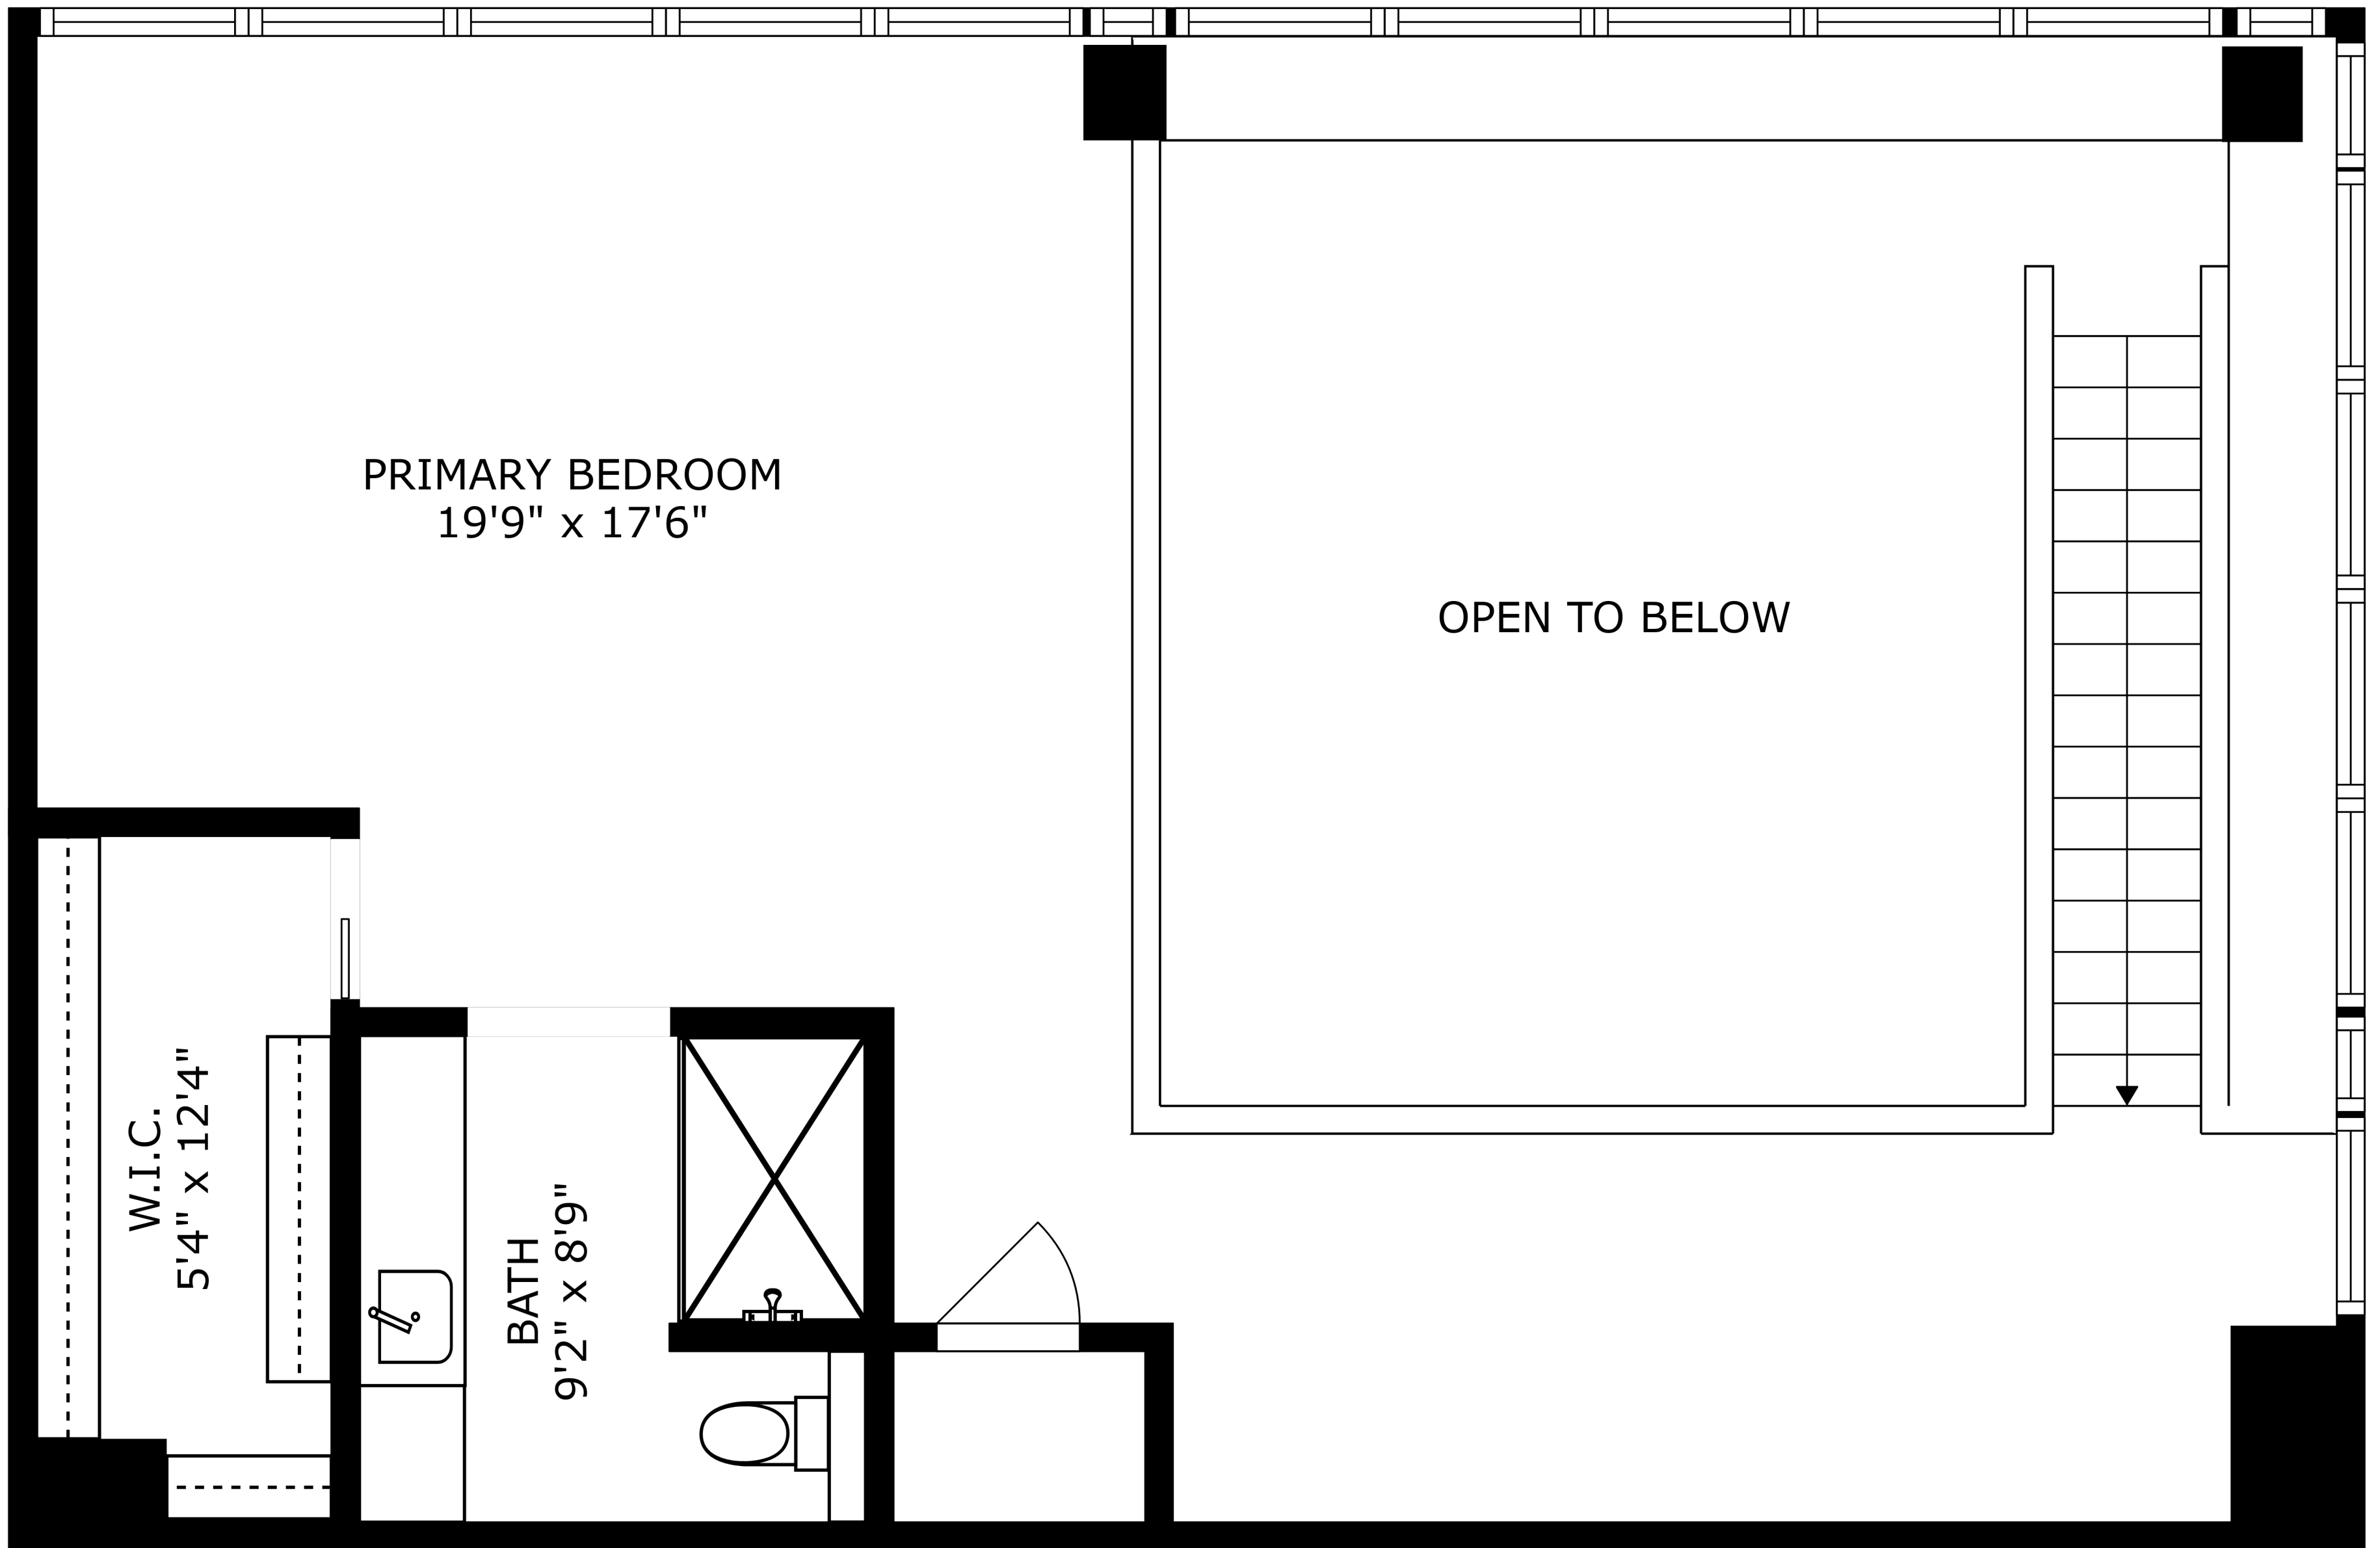 PRIMARY BEDROOM
19'9" x 17'6"
OPEN TO BELOW
W.I.C.
5'4" x 12'4"
BATH
9'2" x 8'9"